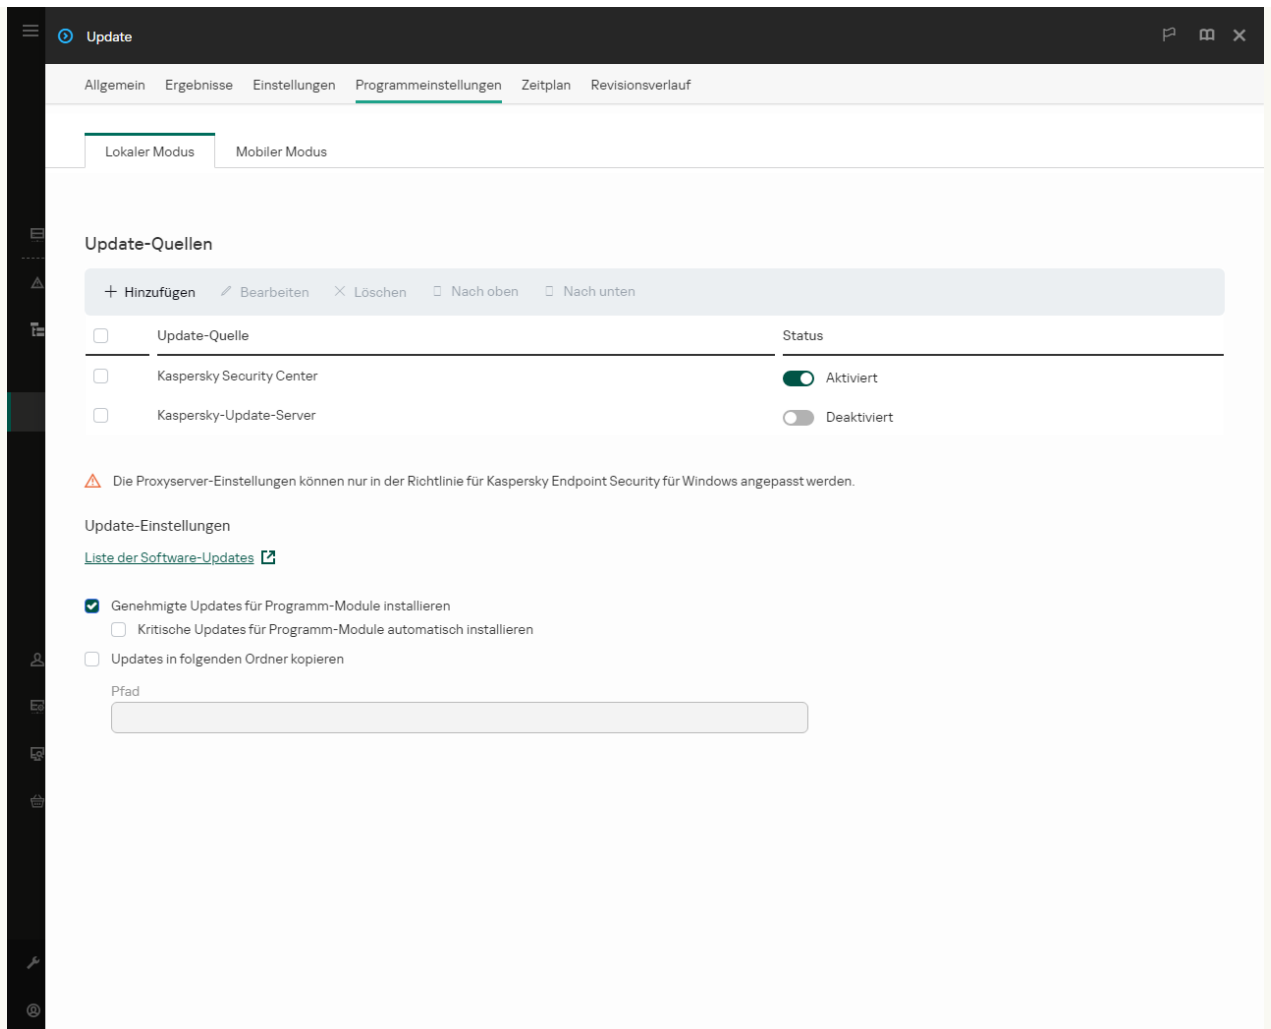 Update
Allgemein Ergebnisse Einstellungen Programmeinstellungen Zeitplan Revisionsverlauf
Lokaler Modus Mobiler Modus
Update-Quellen
Hinzufügen Bearbeiten Löschen Nach oben Nach unten
Update-Quelle Status
Kaspersky Security Center Aktiviert
Kaspersky-Update-Server Deaktiviert
Die Proxyserver-Einstellungen können nur in der Richtlinie für Kaspersky Endpoint Security für Windows angepasst werden.
Update-Einstellungen
Liste der Software-Updates
Genehmigte Updates für Programm-Module installieren
Kritische Updates für Programm-Module automatisch installieren
Updates in folgenden Ordner kopieren
Pfad